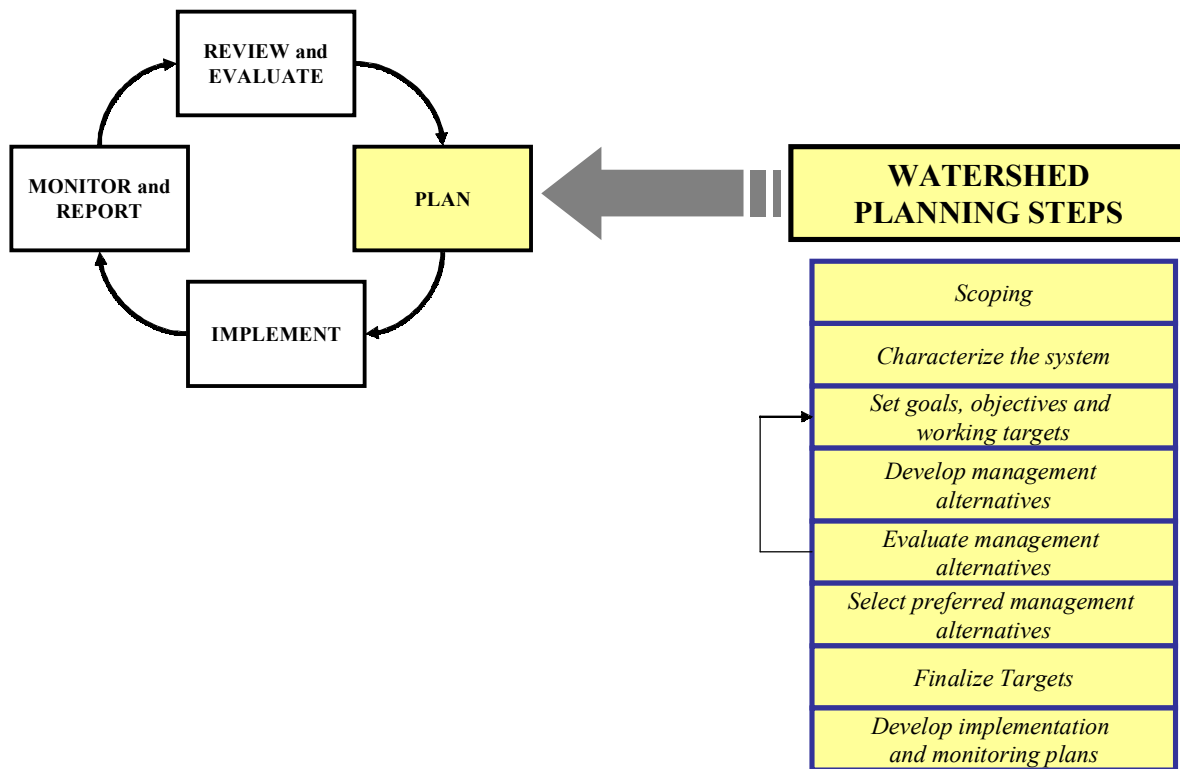 REVIEW and
EVALUATE
MONITOR and
REPORT
PLAN
IMPLEMENT
WATERSHED
PLANNING STEPS
Scoping
Characterize the system
Set goals, objectives and
working targets
Develop management
alternatives
Evaluate management
alternatives
Select preferred management
alternatives
Finalize Targets
Develop implementation
and monitoring plans